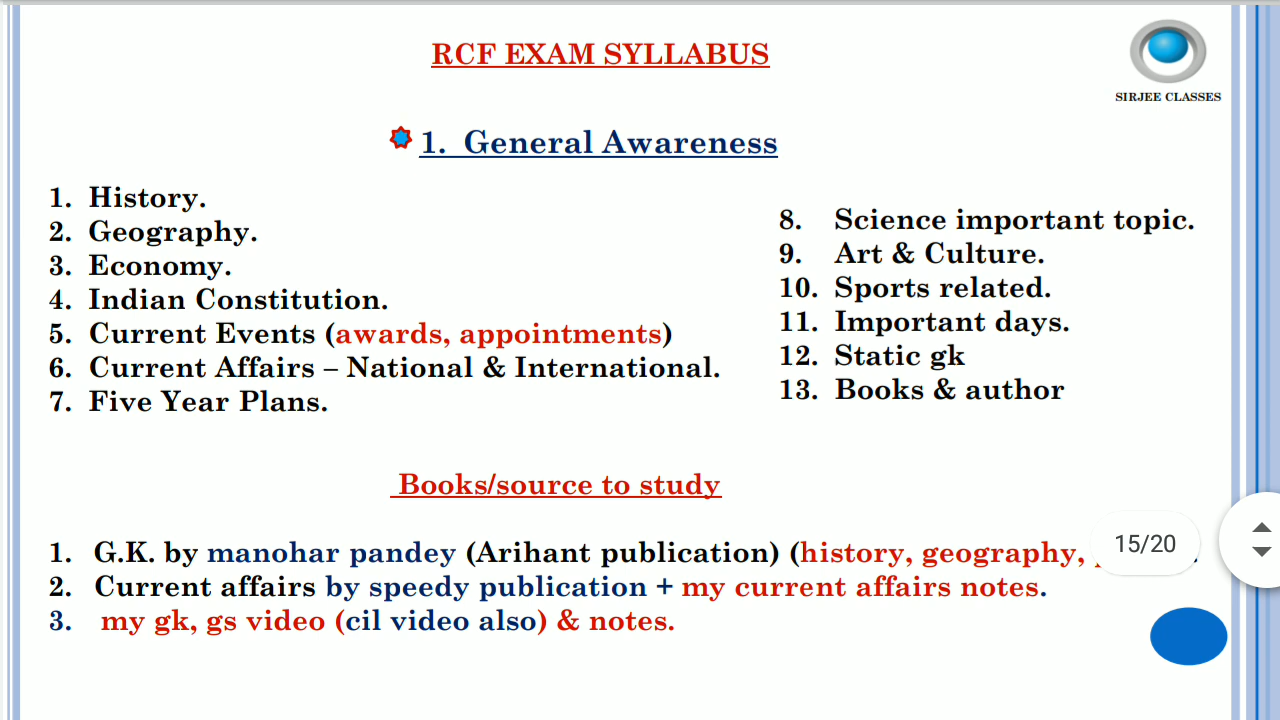 RCF EXAM SYLLABUS
SIRJEE CLASSES
1. General Awareness
1. History.
2. Geography.
3. Economy.
4. Indian Constitution.
5. Current Events (awards, appointments)
6. Current Affairs – National & International.
7. Five Year Plans.
8. Science important topic.
9. Art & Culture.
10. Sports related.
11. Important days.
12. Static gk
13. Books & author
Books/source to study
1. G.K. by manohar pandey (Arihant publication) (history, geography,
15/20
2. Current affairs by speedy publication + my current affairs notes.
3. my gk, gs video (cil video also) & notes.